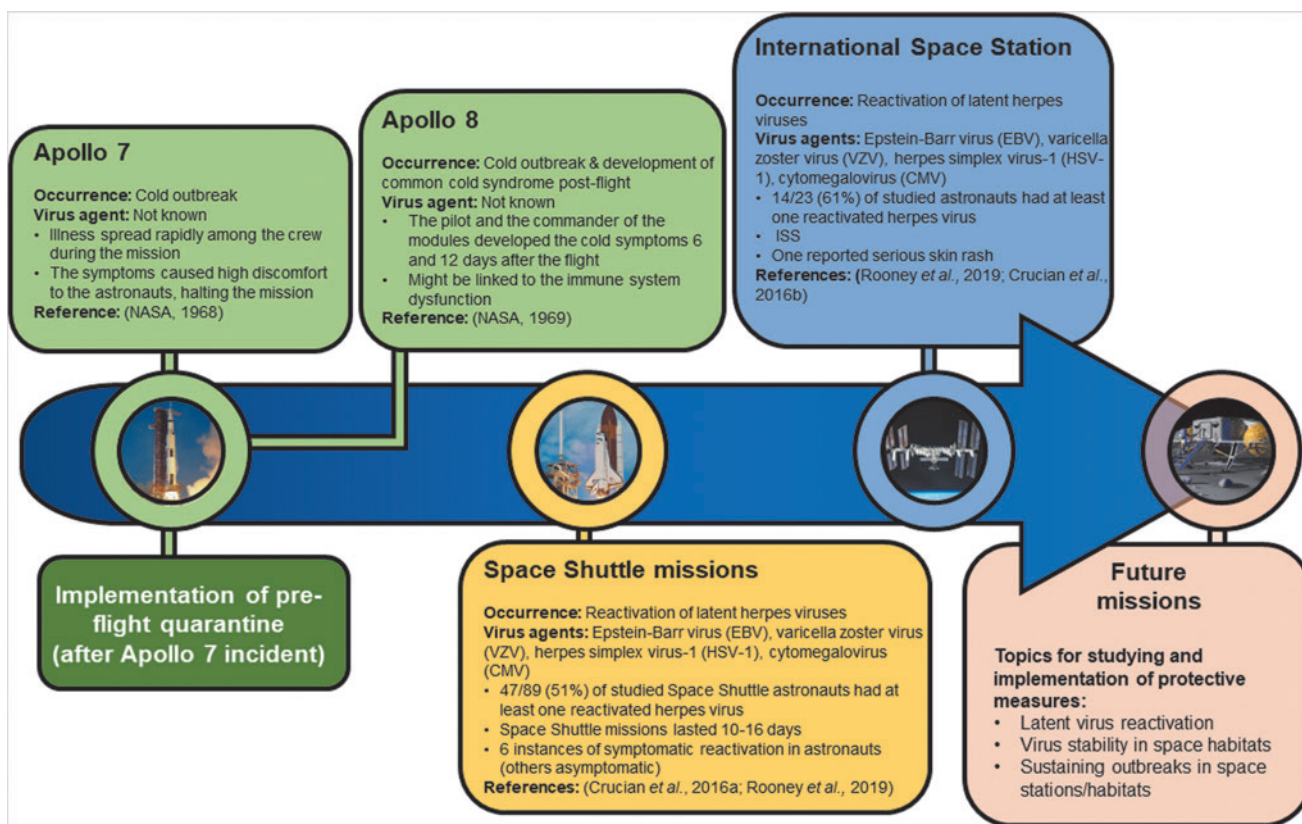 Apollo 7
Occurrence: Cold outbreak
Virus agent: Not known
• Illness spread rapidly among the crew
during the mission
• The symptoms caused high discomfort
to the astronauts, halting the mission
Reference: (NASA, 1968)
Apollo 8
Occurrence: Cold outbreak & development of
common cold syndrome post-flight
Virus agent: Not known
• The pilot and the commander of the
modules developed the cold symptoms 6
and 12 days after the flight
• Might be linked to the immune system
dysfunction
Reference: (NASA, 1969)
International Space Station
Occurrence: Reactivation of latent herpes
viruses
Virus agents: Epstein-Barr virus (EBV), varicella
zoster virus (VZV), herpes simplex virus-1 (HSV-
1), cytomegalovirus (CMV)
• 14/23 (61%) of studied astronauts had at least
one reactivated herpes virus
• ISS
• One reported serious skin rash
References: (Rooney et al., 2019; Crucian et al.,
2016b)
Implementation of pre-
flight quarantine
(after Apollo 7 incident)
Space Shuttle missions
Occurrence: Reactivation of latent herpes viruses
Virus agents: Epstein-Barr virus (EBV), varicella zoster virus
(VZV), herpes simplex virus-1 (HSV-1), cytomegalovirus
(CMV)
• 47/89 (51%) of studied Space Shuttle astronauts had at
least one reactivated herpes virus
• Space Shuttle missions lasted 10-16 days
• 6 instances of symptomatic reactivation in astronauts
(others asymptomatic)
References: (Crucian et al., 2016a; Rooney et al., 2019)
Future
missions
Topics for studying and
implementation of protective
measures:
• Latent virus reactivation
• Virus stability in space habitats
• Sustaining outbreaks in space
stations/habitats